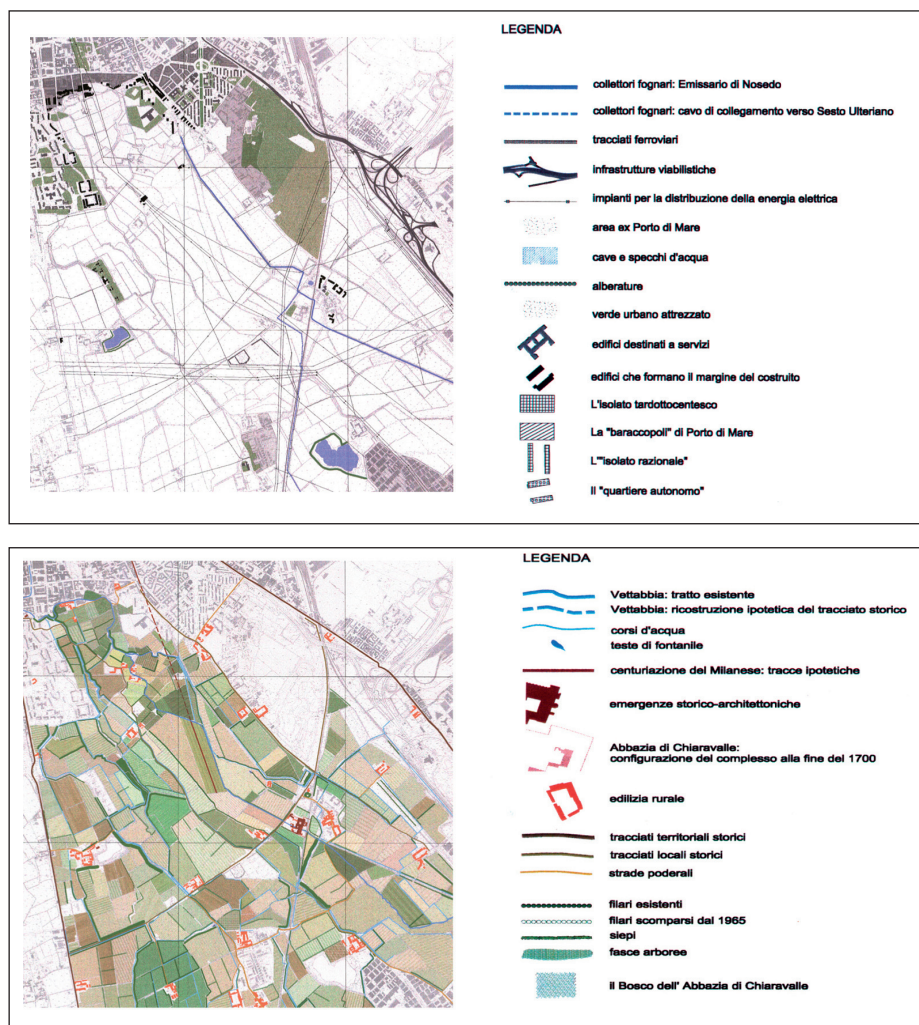 LEGENDA
collettori fognari: Emissario di Nosedo
collettori fognari: cavo di collegamento verso Sesto Ulteriano
tracciati ferroviari
infrastrutture viabilistiche
impianti per la distribuzione della energia elettrica
area ex Porto di Mare
cave e specchi d'acqua
alberature
verde urbano attrezzato
edifici destinati a servizi
edifici che formano il margine del costruito
L'isolato tardottocentesco
La "baraccopoli" di Porto di Mare
L'"isolato razionale"
Il "quartiere autonomo"
LEGENDA
Vettabbia: tratto esistente
Vettabbia: ricostruzione ipotetica del tracciato storico
corsi d'acqua
teste di fontanile
centuriazione del Milanese: tracce ipotetiche
emergenze storico-architettoniche
Abbazia di Chiaravalle:
configurazione del complesso alla fine del 1700
edilizia rurale
tracciati territoriali storici
tracciati locali storici
strade poderali
filari esistenti
filari scomparsi dal 1965
siepi
fasce arboree
il Bosco dell' Abbazia di Chiaravalle